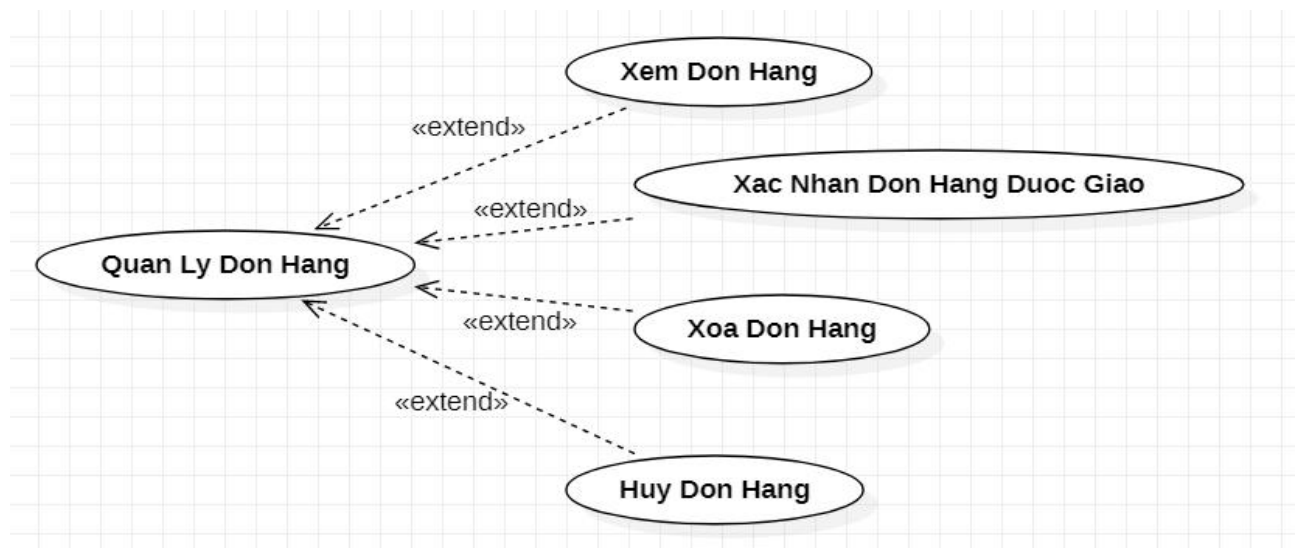 Xem Don Hang
«extend»
Xac Nhan Don Hang Duoc Giao
«extend»
Quan Ly Don Hang
«extend»
Xoa Don Hang
«extend»
Huy Don Hang